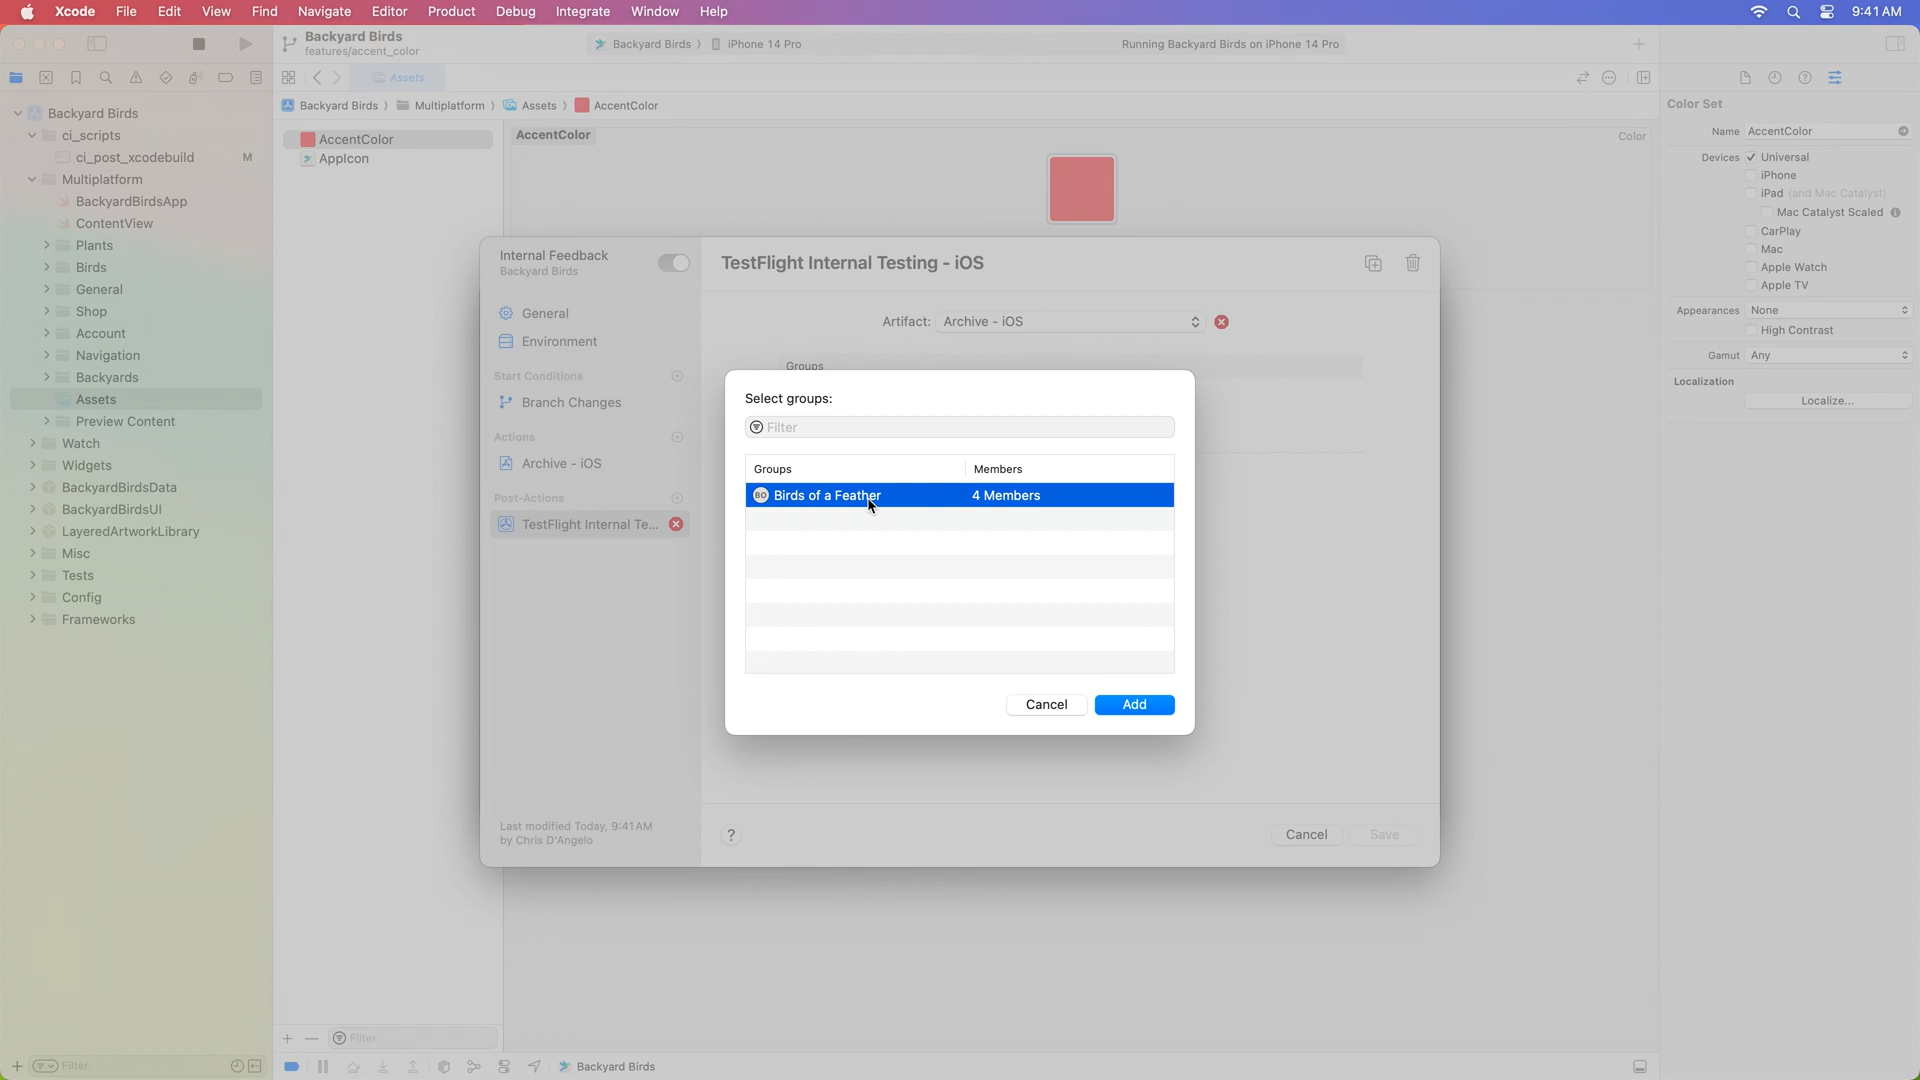 Xcode File Edit View Find Navigate Editor Product Debug Integrate Window Help 9:41 AM
Backyard Birds
features/accent_color
Backyard Birds iPhone 14 Pro
Running Backyard Birds on iPhone 14 Pro
Assets
Backyard Birds Multiplatform Assets AccentColor
Backyard Birds
ci_scripts
ci_post_xcodebuild M
Multiplatform
BackyardBirdsApp
ContentView
Plants
Birds
General
Shop
Account
Navigation
Backyards
Assets
Preview Content
Watch
Widgets
BackyardBirdsData
BackyardBirdsUI
LayeredArtworkLibrary
Misc
Tests
Config
Frameworks
Filter
AccentColor
AppIcon
Filter
AccentColor
Color
Internal Feedback
Backyard Birds
General
Environment
Start Conditions
Branch Changes
Actions
Archive - iOS
Post-Actions
TestFlight Internal Te...
Last modified Today, 9:41 AM
by Chris D'Angelo
TestFlight Internal Testing - iOS
Artifact: Archive - iOS
Groups
Select groups:
Filter
Groups Members
BO Birds of a Feather 4 Members
Cancel Add
?
Cancel Save
Backyard Birds
Color Set
Name AccentColor
Devices Universal
iPhone
iPad (and Mac Catalyst)
Mac Catalyst Scaled
CarPlay
Mac
Apple Watch
Apple TV
Appearances None
High Contrast
Gamut Any
Localization
Localize...